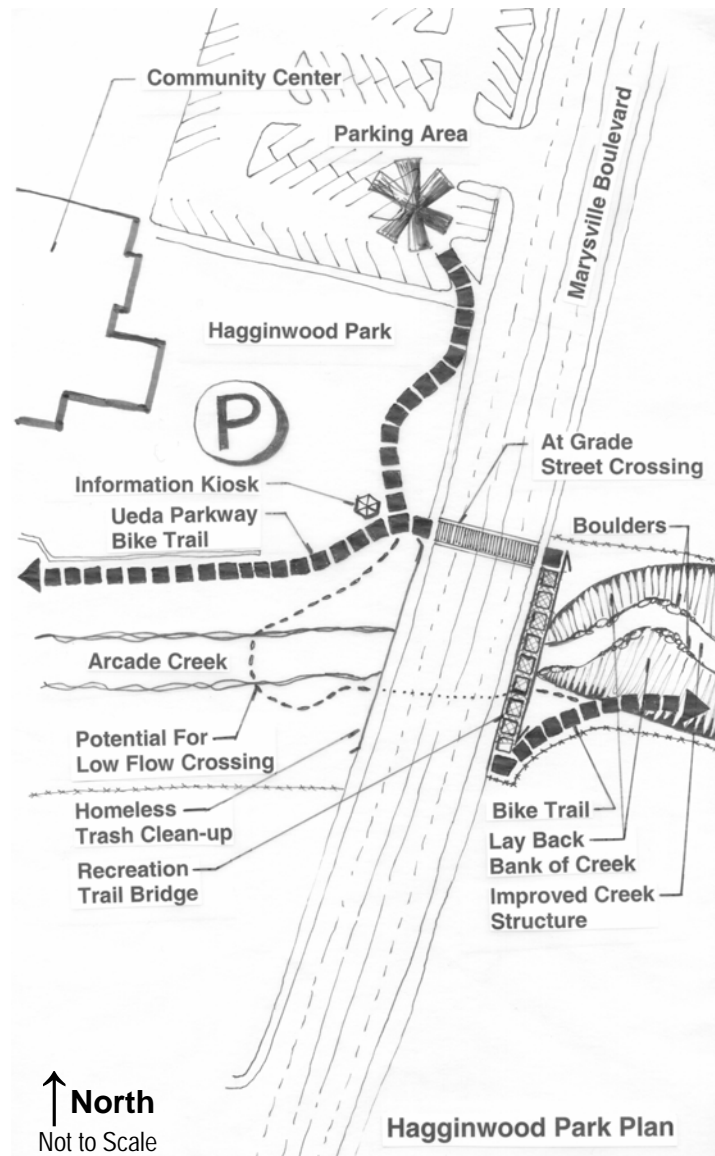 Community Center
Parking Area
Marysville Boulevard
Hagginwood Park
P
At Grade
Street Crossing
Information Kiosk
Boulders
Ueda Parkway
Bike Trail
Arcade Creek
Potential For
Low Flow Crossing
Homeless
Trash Clean-up
Recreation
Trail Bridge
Bike Trail
Lay Back
Bank of Creek
Improved Creek
Structure
North
Not to Scale
Hagginwood Park Plan